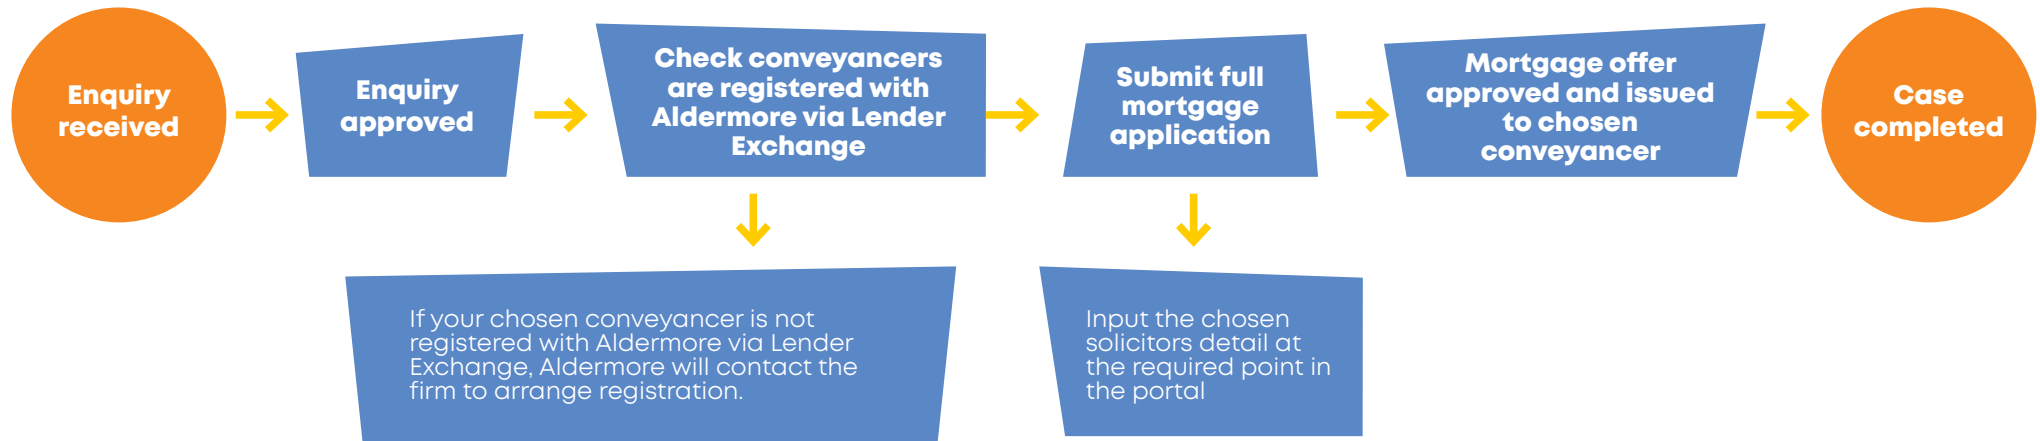 Enquiry
received
Enquiry
approved
Check conveyancers
are registered with
Aldermore via Lender
Exchange
Submit full
mortgage
application
Mortgage offer
approved and issued
to chosen
conveyancer
Case
completed
If your chosen conveyancer is not
registered with Aldermore via Lender
Exchange, Aldermore will contact the
firm to arrange registration.
Input the chosen
solicitors detail at
the required point in
the portal